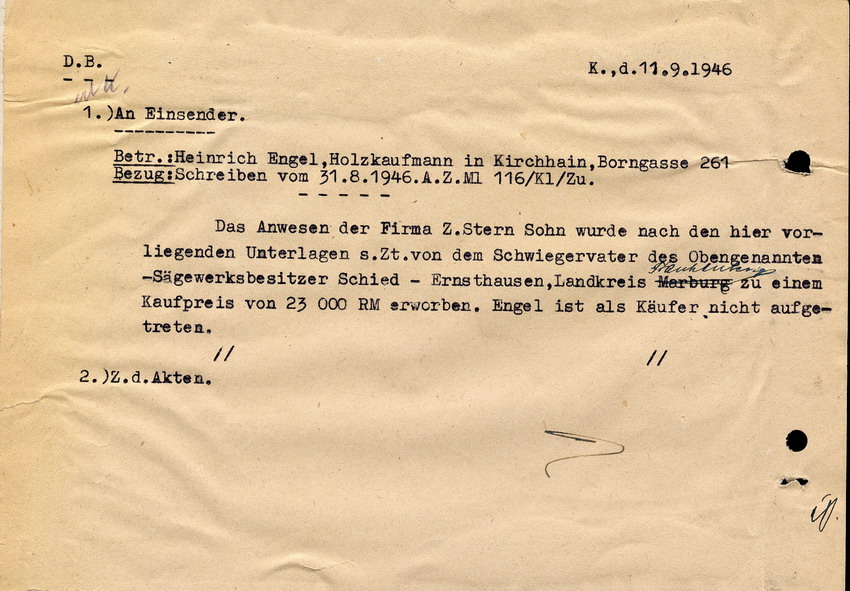 D.B.
K.,d.11.9.1946
1.)An Einsender.
Betr.:Heinrich Engel,Holzkaufmann in Kirchhain,Borngasse 261
Bezug:Schreiben vom 31.8.1946.A.Z.Ml 116/Kl/Zu.
Das Anwesen der Firma Z.Stern Sohn wurde nach den hier vor-
liegenden Unterlagen s.Zt.von dem Schwiegervater des Obengenannten
Frankenberg
-Sägewerksbesitzer Schied - Ernsthausen,Landkreis Marburg zu einem
Kaufpreis von 23 000 RM erworben. Engel ist als Käufer nicht aufge-
treten.
2.)Z.d.Akten.